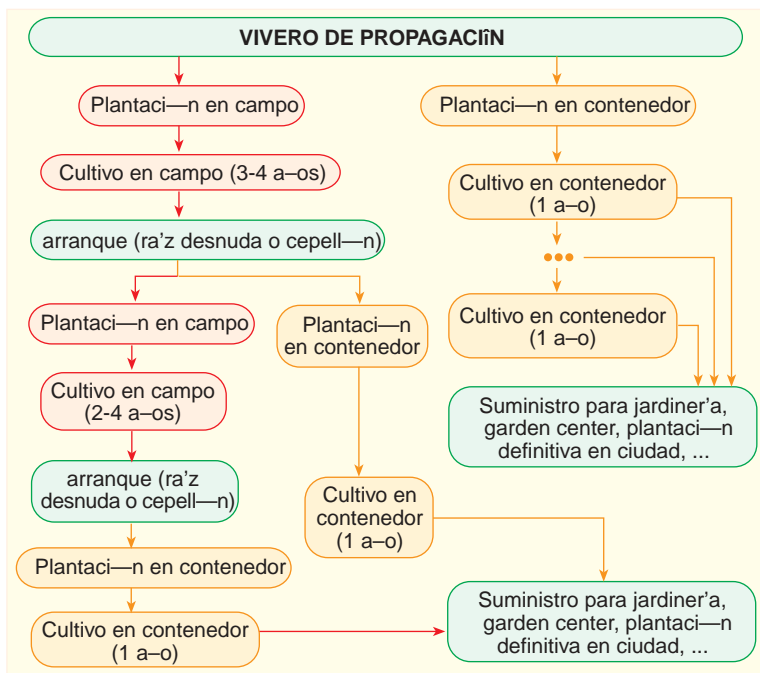 VIVERO DE PROPAGACIîN
Plantaci—n en campo
Cultivo en campo (3-4 a–os)
arranque (ra’z desnuda o cepell—n)
Plantaci—n en campo
Cultivo en campo
(2-4 a–os)
arranque (ra’z
desnuda o cepell—n)
Plantaci—n en contenedor
Cultivo en contenedor
(1 a–o)
Plantaci—n
en contenedor
Cultivo en
contenedor
(1 a–o)
Plantaci—n en contenedor
Cultivo en contenedor
(1 a–o)
•••
Cultivo en contenedor
(1 a–o)
Suministro para jardiner’a,
garden center, plantaci—n
definitiva en ciudad, ...
Suministro para jardiner’a,
garden center, plantaci—n
definitiva en ciudad, ...